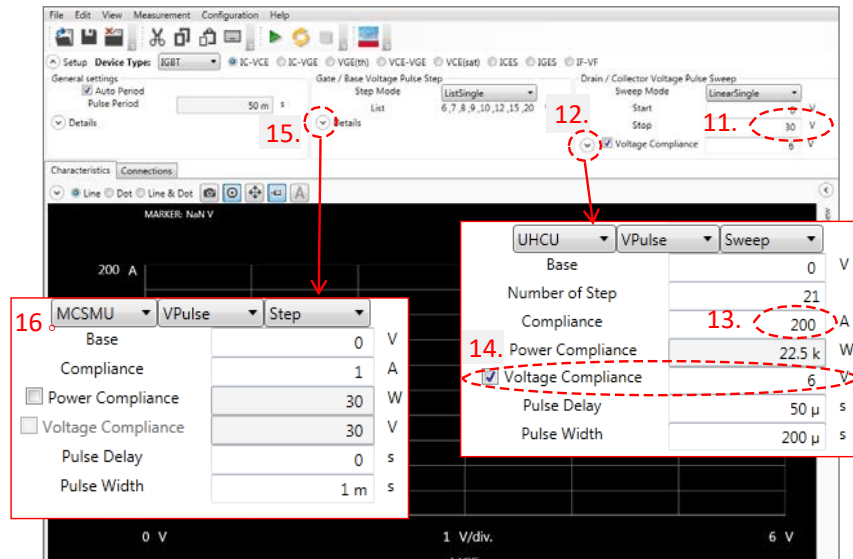 File Edit View Measurement Configuration Help
Setup Device Type: IGBT IC-VCE IC-VGE VGE(th) VCE-VGE VCE(sat) ICES IGES IF-VF
General settings Gate / Base Voltage Pulse Step Drain / Collector Voltage Pulse Sweep
Auto Period Step Mode ListSingle Sweep Mode LinearSingle
Pulse Period 50 m s List 6,7,8,9,10,12,15,20 Start 0 V
Details 15. Details 12. Stop 11. 30 V
Voltage Compliance 6 V
Characteristics Connections
Line Dot Line & Dot A
MARKER: NaN V
200 A
UHCU VPulse Sweep
Base 0 V
Number of Step 21
Compliance 13. 200 A
14. Power Compliance 22.5 k W
Voltage Compliance 6 V
Pulse Delay 50 µ s
Pulse Width 200 µ s
16。 MCSMU VPulse Step
Base 0 V
Compliance 1 A
Power Compliance 30 W
Voltage Compliance 30 V
Pulse Delay 0 s
Pulse Width 1 m s
0 V 1 V/div. 6 V